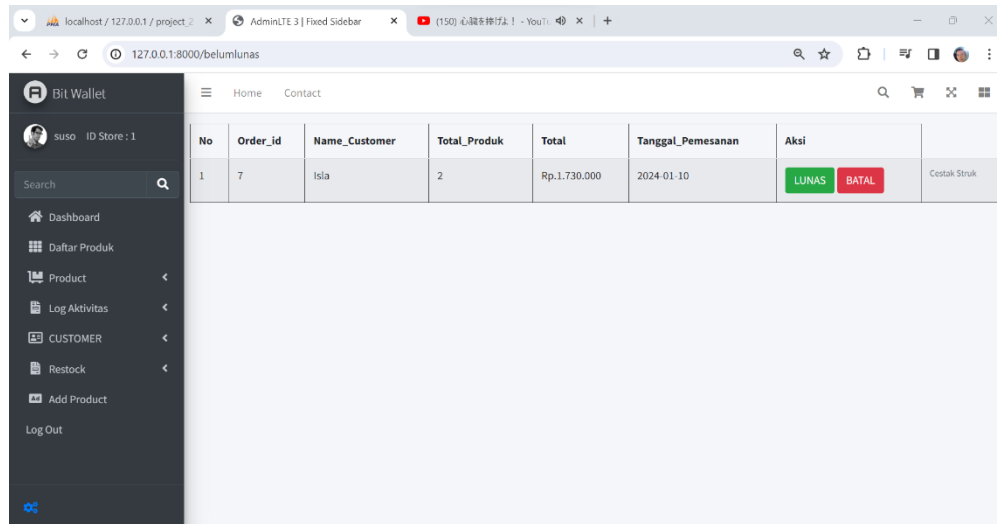 localhost / 127.0.0.1 / project_2
AdminLTE 3 | Fixed Sidebar
(150) 心臓を捧げよ！ - YouTu
127.0.0.1:8000/belumlunas
Bit Wallet
Home Contact
suso ID Store : 1
Search
Dashboard
Daftar Produk
Product
Log Aktivitas
CUSTOMER
Restock
Add Product
Log Out
No Order_id Name_Customer Total_Produk Total Tanggal_Pemesanan Aksi
1 7 Isla 2 Rp.1.730.000 2024-01-10 LUNAS BATAL Cestak Struk